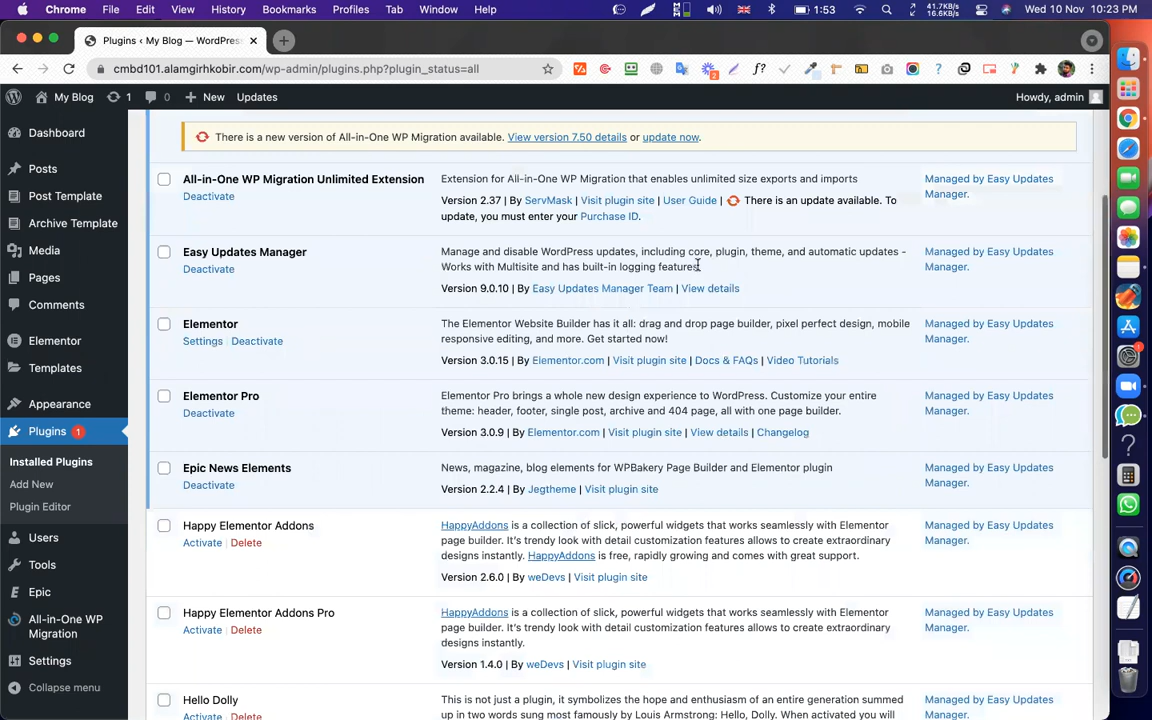 Chrome File Edit View History Bookmarks Profiles Tab Window Help 1:53 41.7KB/s 16.6KB/s Wed 10 Nov 10:23 PM
Plugins ‹ My Blog — WordPres
cmbd101.alamgirhkobir.com/wp-admin/plugins.php?plugin_status=all
My Blog 1 0 New Updates Howdy, admin
Dashboard
Posts
Post Template
Archive Template
Media
Pages
Comments
Elementor
Templates
Appearance
Plugins 1
Installed Plugins
Add New
Plugin Editor
Users
Tools
Epic
All-in-One WP
Migration
Settings
Collapse menu
There is a new version of All-in-One WP Migration available. View version 7.50 details or update now.
All-in-One WP Migration Unlimited Extension
Deactivate
Extension for All-in-One WP Migration that enables unlimited size exports and imports
Version 2.37 | By ServMask | Visit plugin site | User Guide | There is an update available. To
update, you must enter your Purchase ID.
Managed by Easy Updates
Manager.
Easy Updates Manager
Deactivate
Manage and disable WordPress updates, including core, plugin, theme, and automatic updates -
Works with Multisite and has built-in logging features.
Version 9.0.10 | By Easy Updates Manager Team | View details
Managed by Easy Updates
Manager.
Elementor
Settings | Deactivate
The Elementor Website Builder has it all: drag and drop page builder, pixel perfect design, mobile
responsive editing, and more. Get started now!
Version 3.0.15 | By Elementor.com | Visit plugin site | Docs & FAQs | Video Tutorials
Managed by Easy Updates
Manager.
Elementor Pro
Deactivate
Elementor Pro brings a whole new design experience to WordPress. Customize your entire
theme: header, footer, single post, archive and 404 page, all with one page builder.
Version 3.0.9 | By Elementor.com | Visit plugin site | View details | Changelog
Managed by Easy Updates
Manager.
Epic News Elements
Deactivate
News, magazine, blog elements for WPBakery Page Builder and Elementor plugin
Version 2.2.4 | By Jegtheme | Visit plugin site
Managed by Easy Updates
Manager.
Happy Elementor Addons
Activate | Delete
HappyAddons is a collection of slick, powerful widgets that works seamlessly with Elementor
page builder. It's trendy look with detail customization features allows to create extraordinary
designs instantly. HappyAddons is free, rapidly growing and comes with great support.
Version 2.6.0 | By weDevs | Visit plugin site
Managed by Easy Updates
Manager.
Happy Elementor Addons Pro
Activate | Delete
HappyAddons is a collection of slick, powerful widgets that works seamlessly with Elementor
page builder. It's trendy look with detail customization features allows to create extraordinary
designs instantly.
Version 1.4.0 | By weDevs | Visit plugin site
Managed by Easy Updates
Manager.
Hello Dolly
Activate | Delete
This is not just a plugin, it symbolizes the hope and enthusiasm of an entire generation summed
up in two words sung most famously by Louis Armstrong: Hello, Dolly. When activated you will
Managed by Easy Updates
Manager.